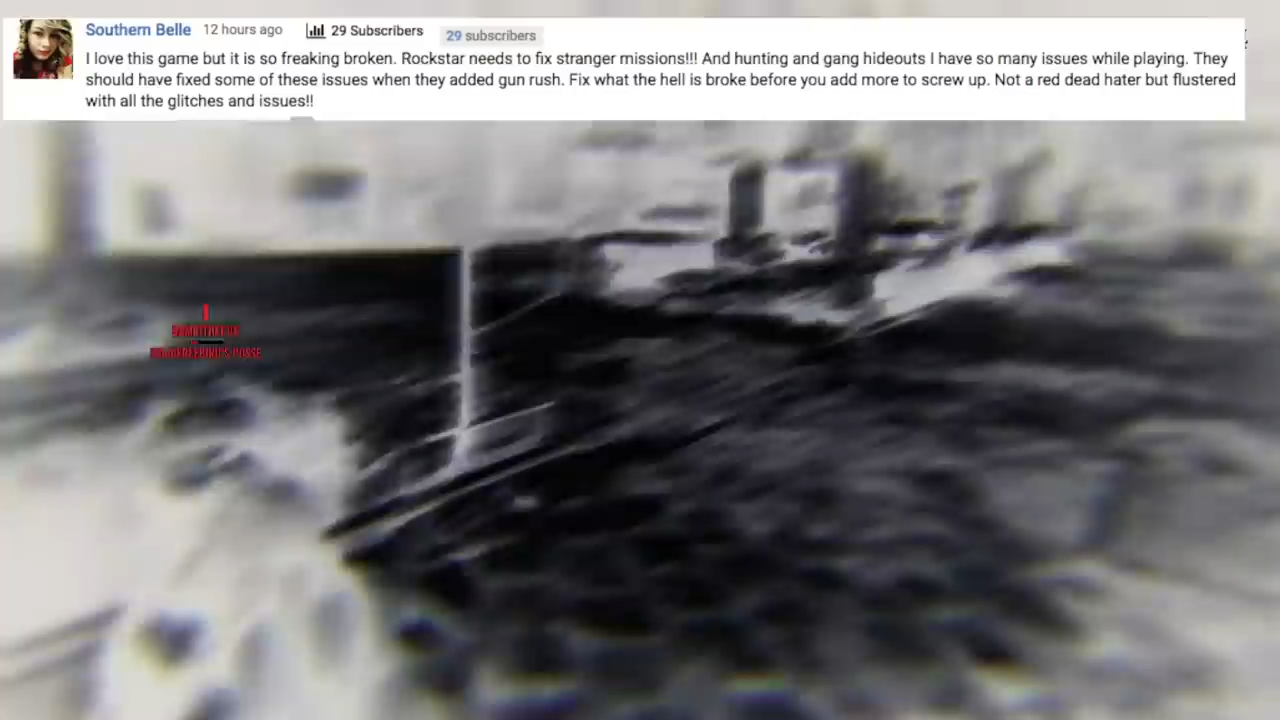 Southern Belle 12 hours ago 29 Subscribers 29 subscribers
I love this game but it is so freaking broken. Rockstar needs to fix stranger missions!!! And hunting and gang hideouts I have so many issues while playing. They
should have fixed some of these issues when they added gun rush. Fix what the hell is broke before you add more to screw up. Not a red dead hater but flustered
with all the glitches and issues!!
POSSE